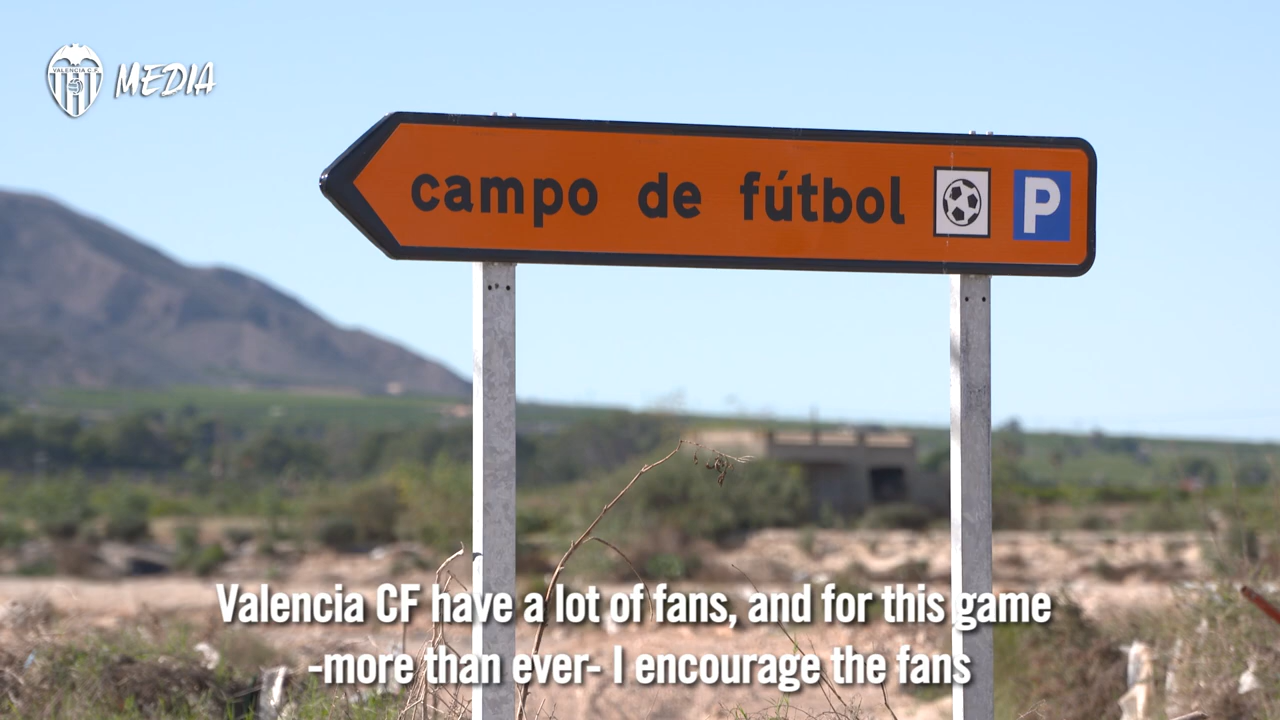 VALENCIA C.F.
MEDIA
campo de fútbol P
Valencia CF have a lot of fans, and for this game
-more than ever- I encourage the fans